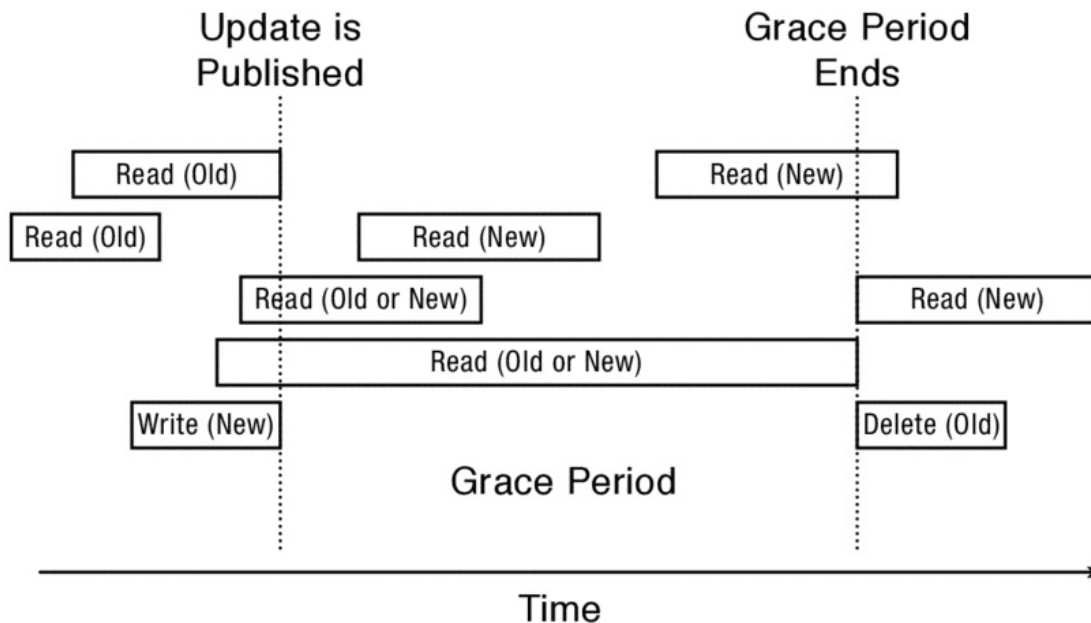 Update is
Published
Grace Period
Ends
Read (Old)
Read (New)
Read (Old)
Read (New)
Read (Old or New)
Read (New)
Read (Old or New)
Write (New)
Delete (Old)
Grace Period
Time